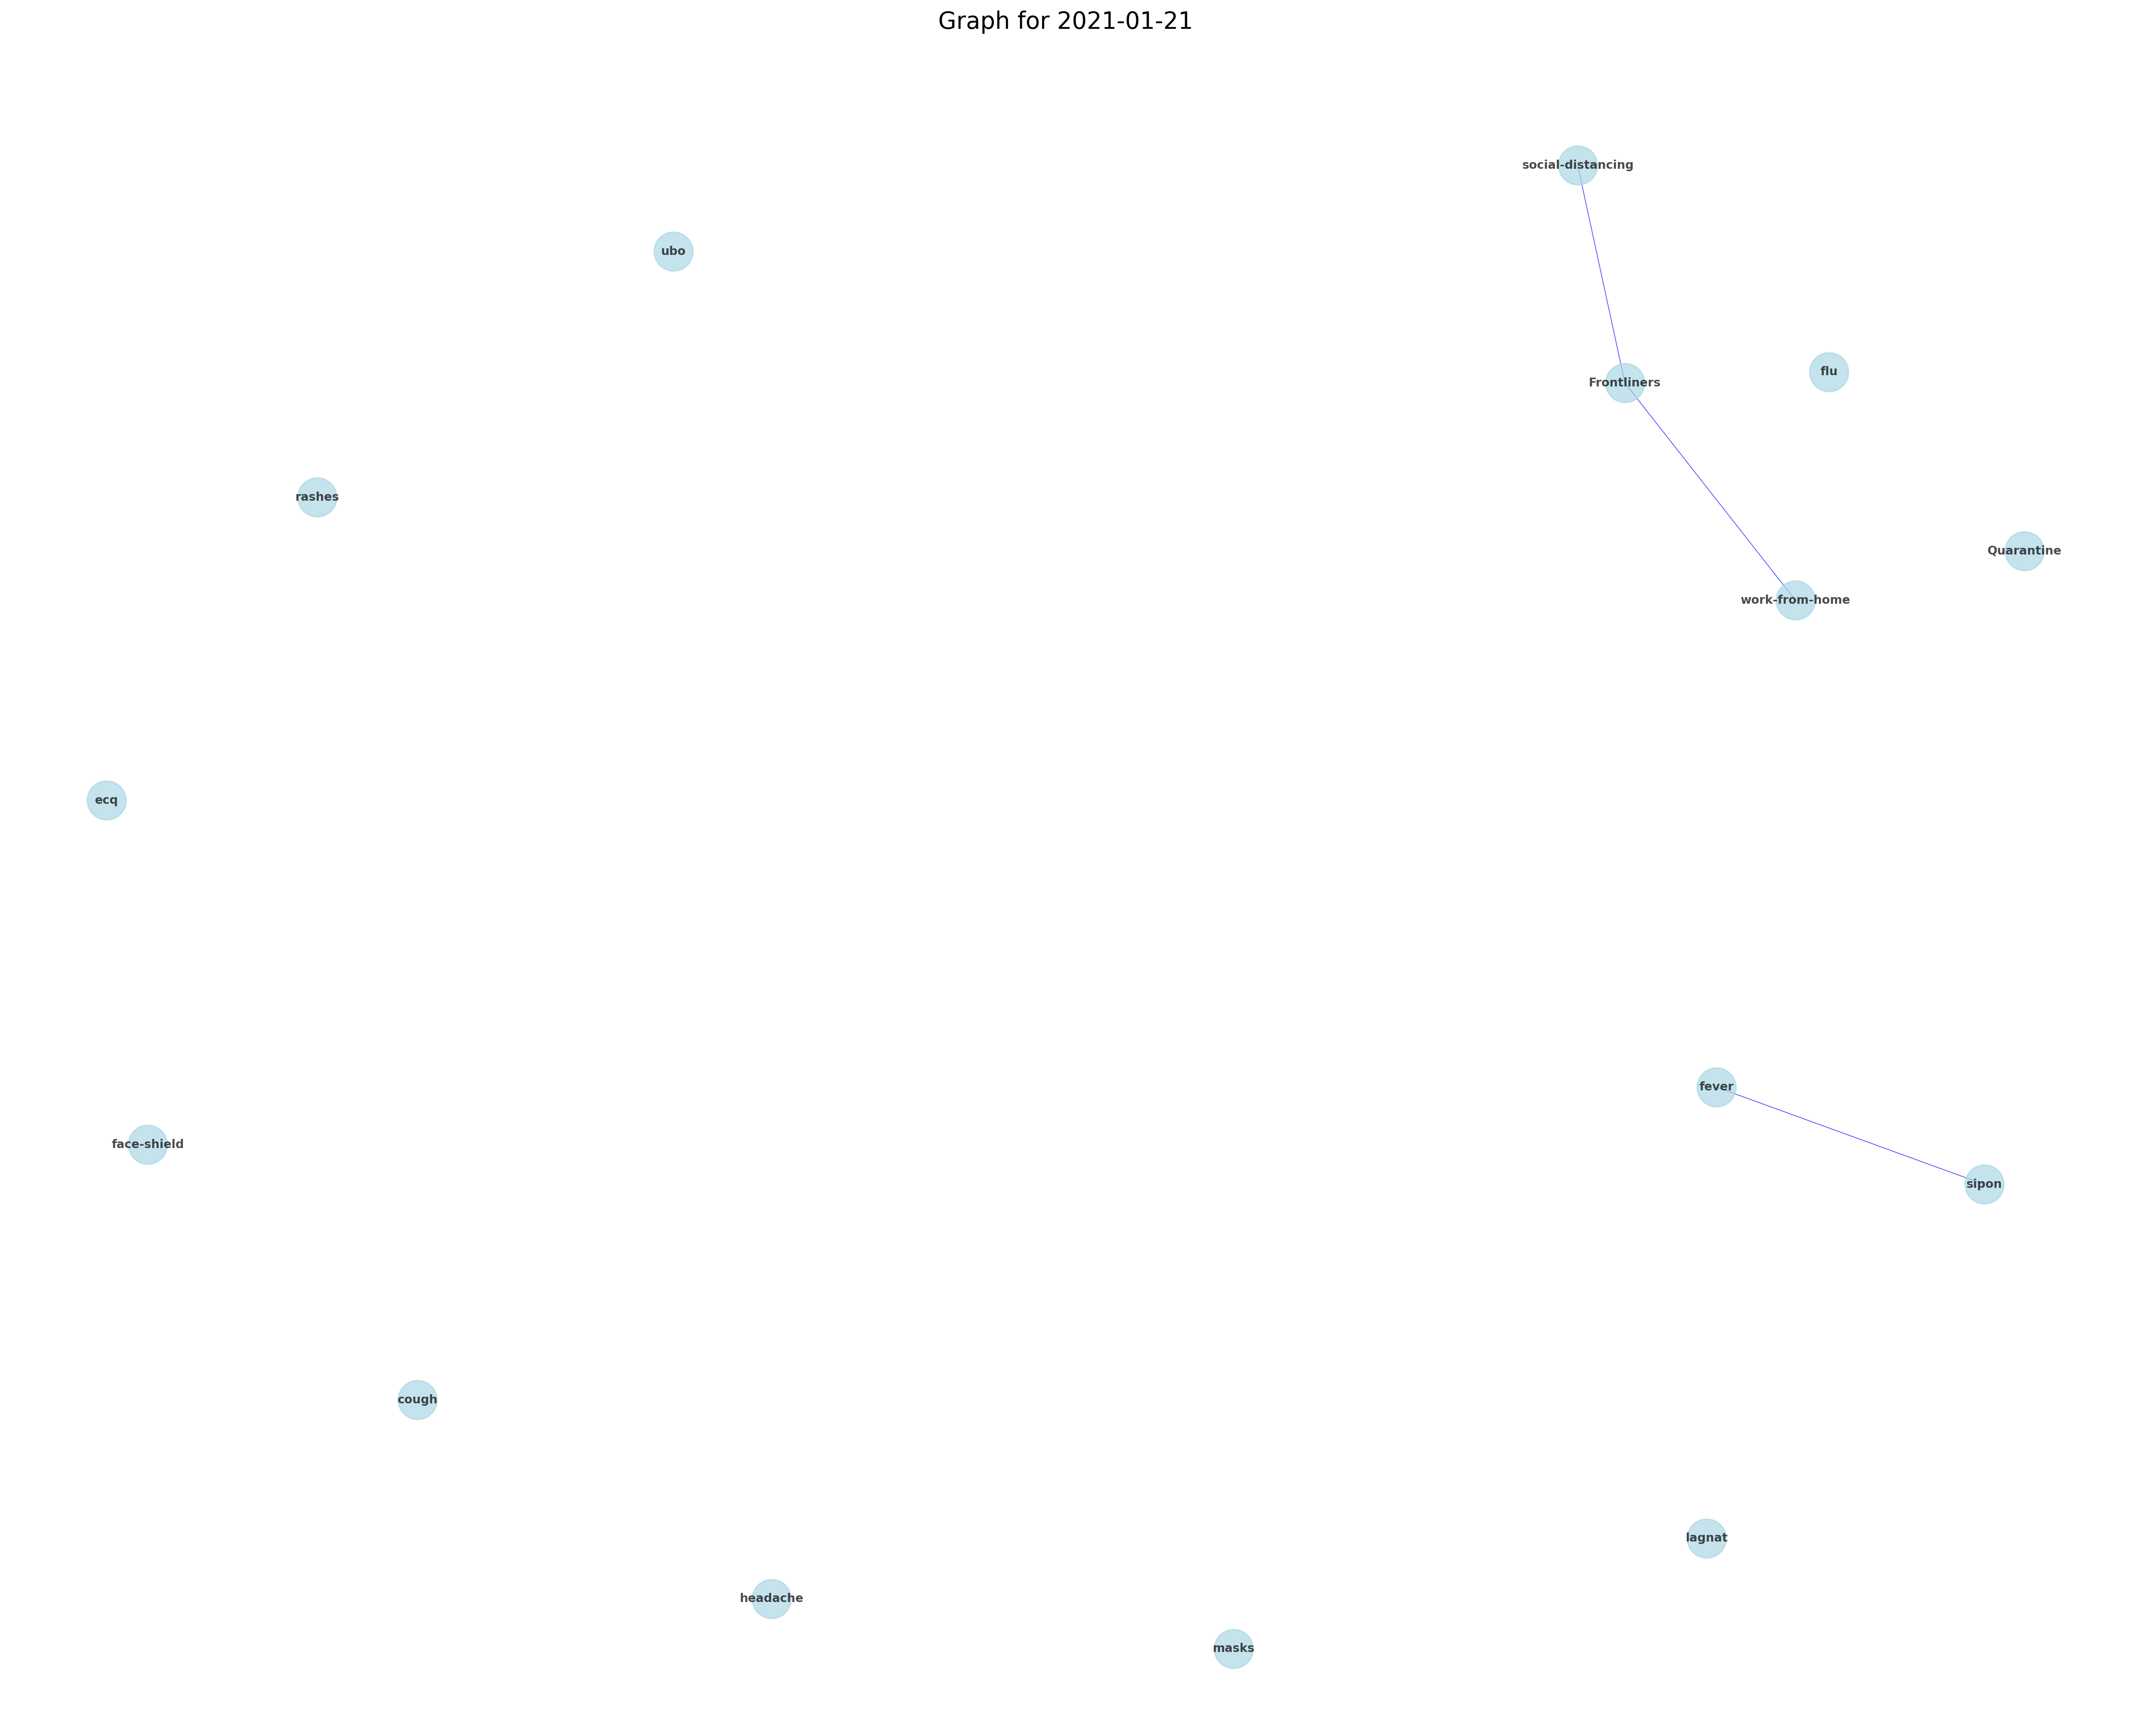 Graph for 2021-01-21
social-distancing
ubo
flu
Frontliners
rashes
Quarantine
work-from-home
ecq
fever
face-shield
sipon
cough
lagnat
headache
masks